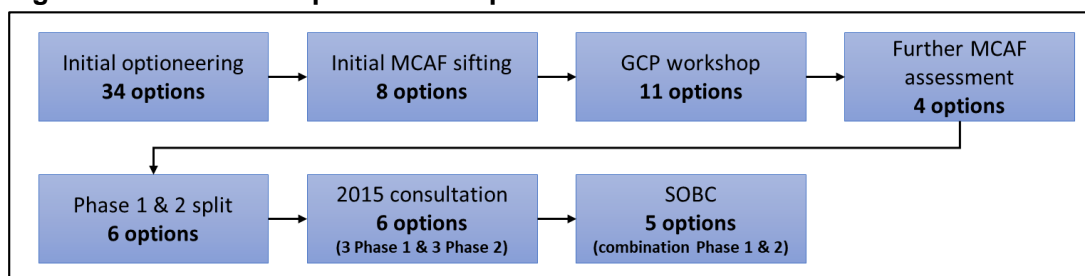 Initial optioneering
34 options
Initial MCAF sifting
8 options
GCP workshop
11 options
Further MCAF
assessment
4 options
Phase 1 & 2 split
6 options
2015 consultation
6 options
(3 Phase 1 & 3 Phase 2)
SOBC
5 options
(combination Phase 1 & 2)